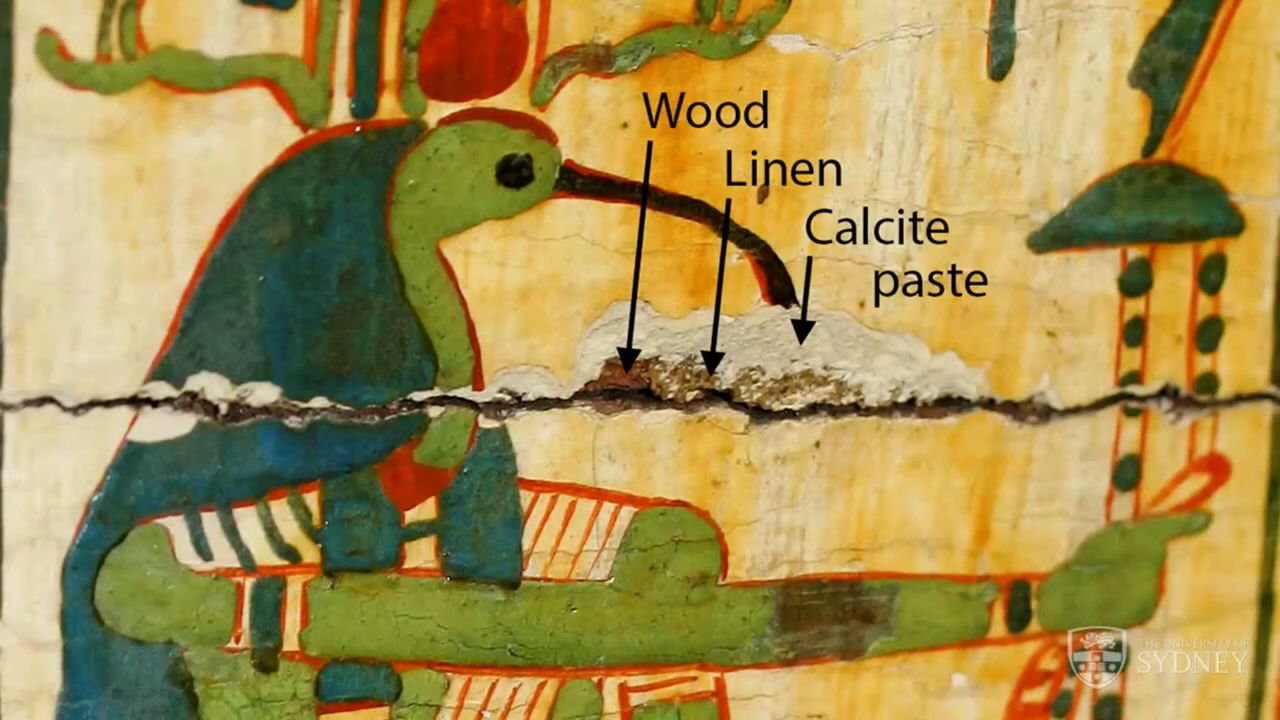 Wood
Linen
Calcite
paste
THE UNIVERSITY OF
SYDNEY